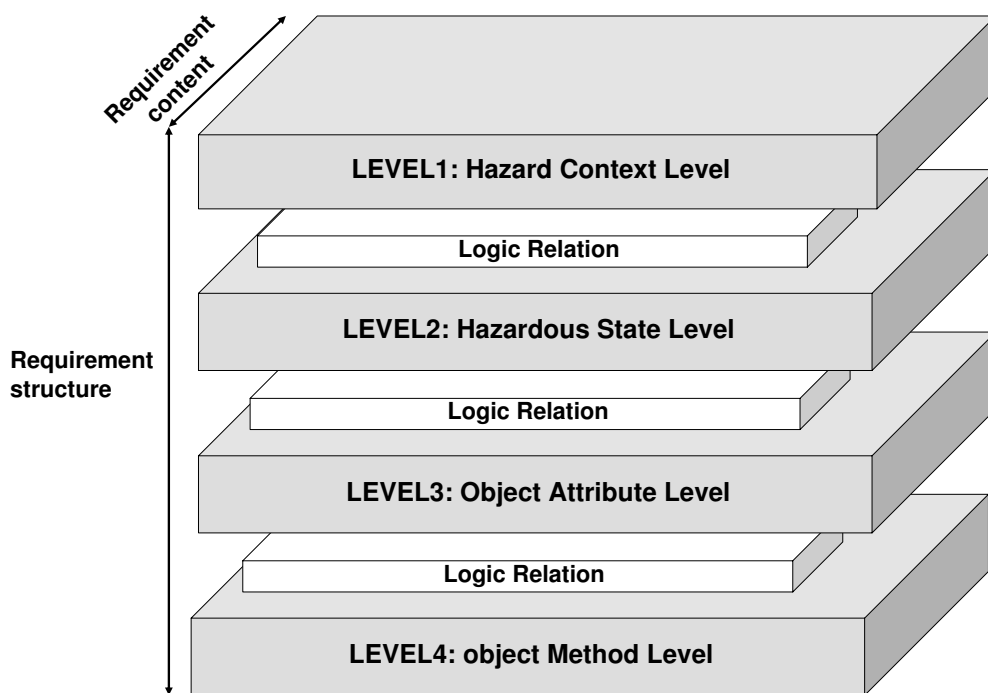 Requirement
content
LEVEL1: Hazard Context Level
Logic Relation
LEVEL2: Hazardous State Level
Requirement
structure
Logic Relation
LEVEL3: Object Attribute Level
Logic Relation
LEVEL4: object Method Level